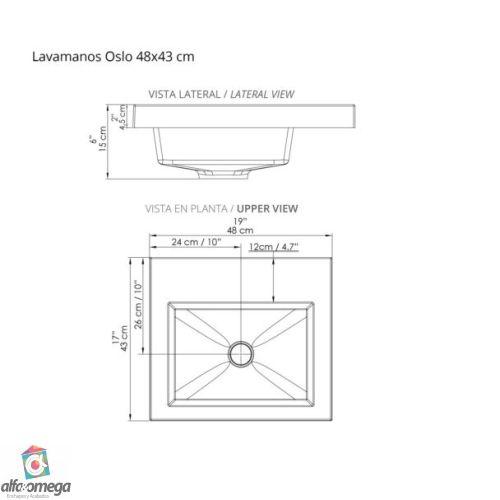 Lavamanos Oslo 48x43 cm
VISTA LATERAL / LATERAL VIEW
6"
15 cm
2"
4,5 cm
VISTA EN PLANTA / UPPER VIEW
19"
48 cm
24 cm / 10"
12cm / 4.7"
26 cm / 10"
17"
43 cm
alfa omega
Enchapes y Acabados